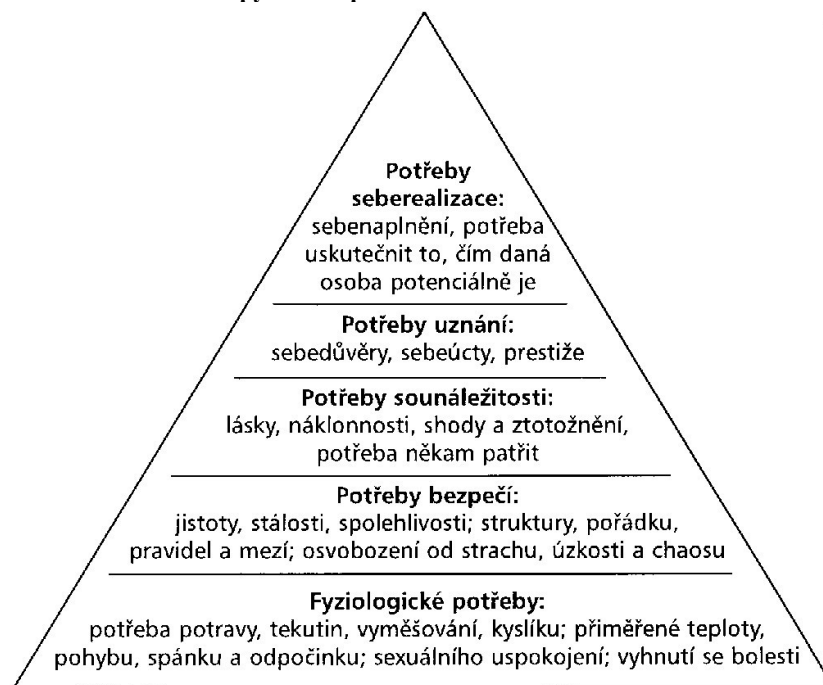 Potřeby
seberealizace:
sebenaplnění, potřeba
uskutečnit to, čím daná
osoba potenciálně je
Potřeby uznání:
sebedůvěry, sebeúcty, prestiže
Potřeby sounáležitosti:
lásky, náklonnosti, shody a ztotožnění,
potřeba někam patřit
Potřeby bezpečí:
jistoty, stálosti, spolehlivosti; struktury, pořádku,
pravidel a mezí; osvobození od strachu, úzkosti a chaosu
Fyziologické potřeby:
potřeba potravy, tekutin, vyměšování, kyslíku; přiměřené teploty,
pohybu, spánku a odpočinku; sexuálního uspokojení; vyhnutí se bolesti